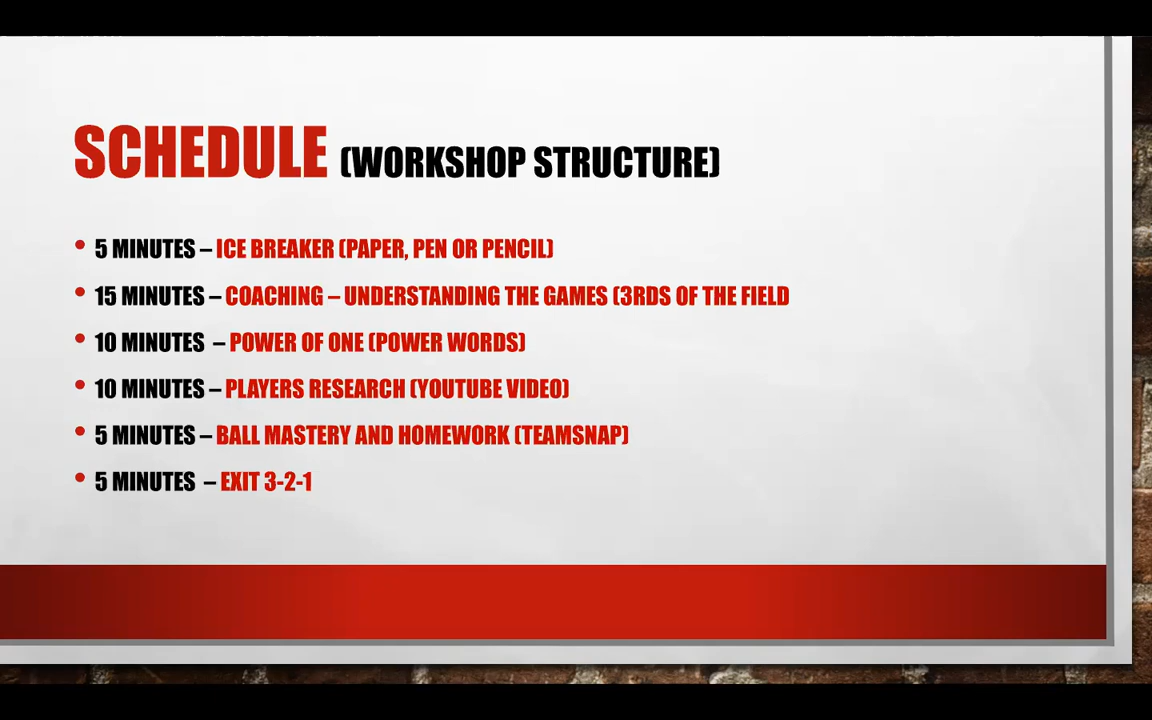 SCHEDULE (WORKSHOP STRUCTURE)
• 5 MINUTES – ICE BREAKER (PAPER, PEN OR PENCIL)
• 15 MINUTES – COACHING – UNDERSTANDING THE GAMES (3RDS OF THE FIELD
• 10 MINUTES – POWER OF ONE (POWER WORDS)
• 10 MINUTES – PLAYERS RESEARCH (YOUTUBE VIDEO)
• 5 MINUTES – BALL MASTERY AND HOMEWORK (TEAMSNAP)
• 5 MINUTES – EXIT 3-2-1